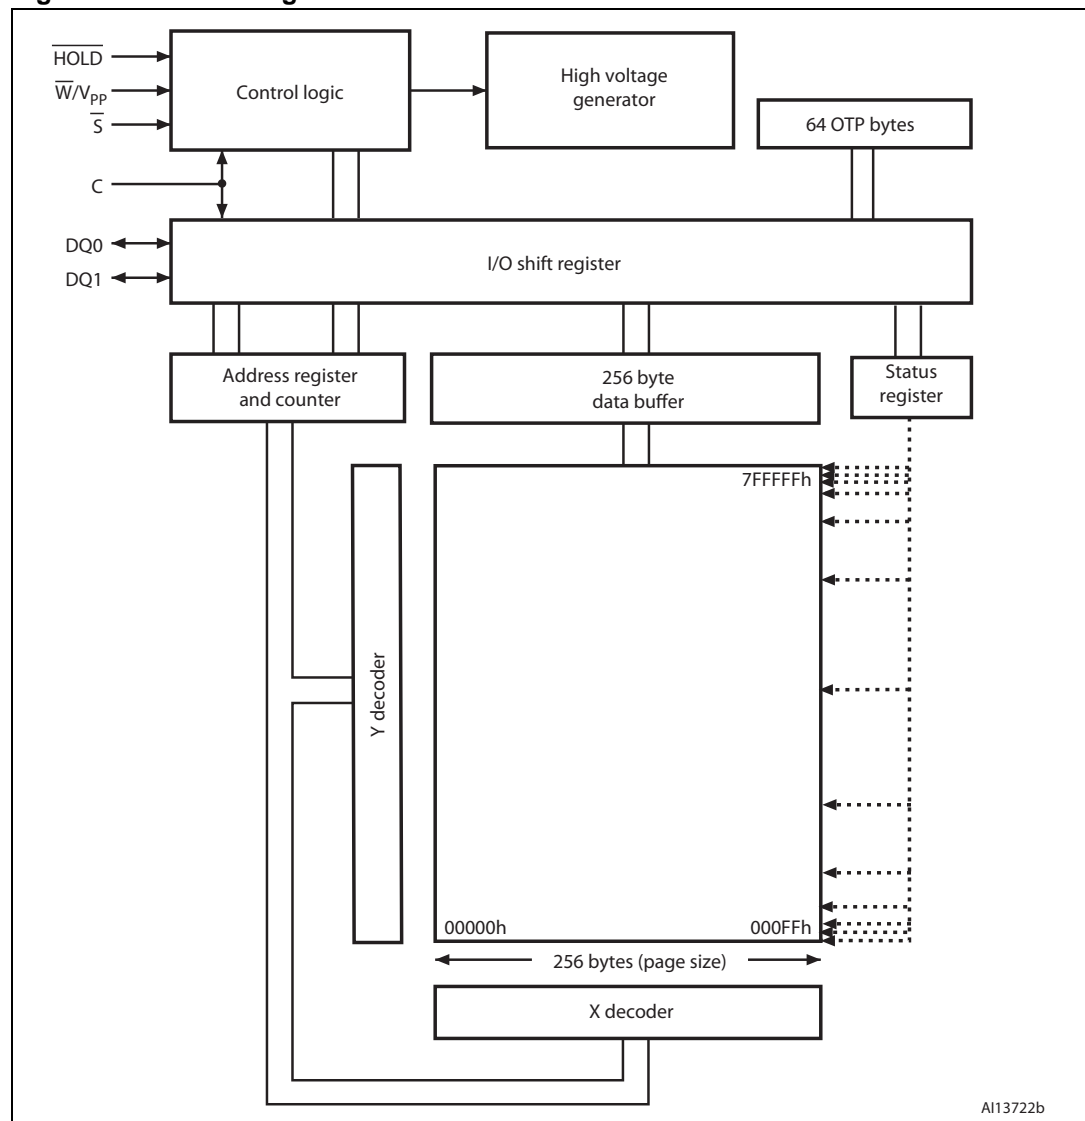 HOLD
W/VPP
S
C
DQ0
DQ1
Control logic
High voltage
generator
64 OTP bytes
I/O shift register
Address register
and counter
256 byte
data buffer
Status
register
7FFFFFh
Y decoder
00000h
000FFh
256 bytes (page size)
X decoder
AI13722b